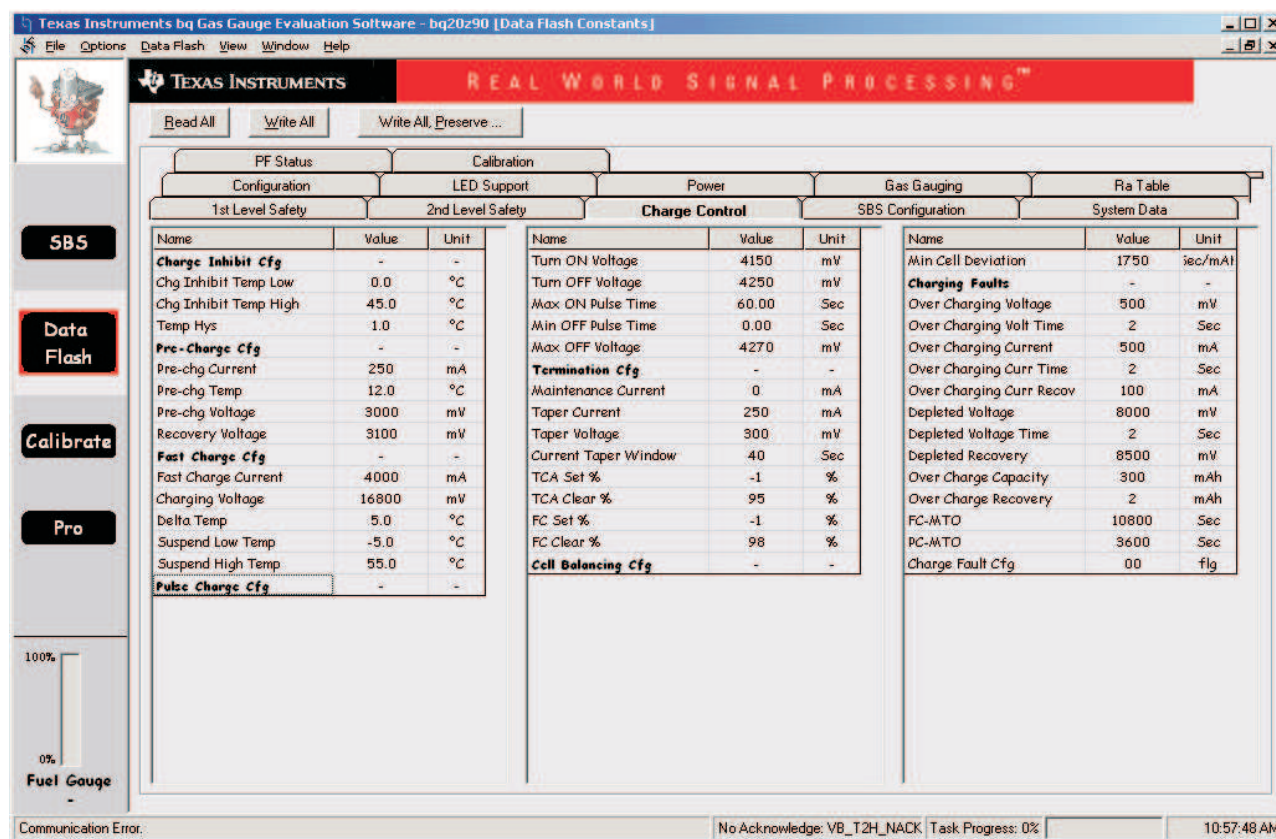 Texas Instruments bq Gas Gauge Evaluation Software - bq20z90 [Data Flash Constants]
File Options Data Flash View Window Help
TEXAS INSTRUMENTS REAL WORLD SIGNAL PROCESSING™
Read All Write All Write All, Preserve ...
PF Status Calibration
Configuration LED Support Power Gas Gauging Ra Table
1st Level Safety 2nd Level Safety Charge Control SBS Configuration System Data
SBS
Data
Flash
Calibrate
Pro
100%
0%
Fuel Gauge
-
Name Value Unit
Charge Inhibit Cfg - -
Chg Inhibit Temp Low 0.0 °C
Chg Inhibit Temp High 45.0 °C
Temp Hys 1.0 °C
Pre-Charge Cfg - -
Pre-chg Current 250 mA
Pre-chg Temp 12.0 °C
Pre-chg Voltage 3000 mV
Recovery Voltage 3100 mV
Fast Charge Cfg - -
Fast Charge Current 4000 mA
Charging Voltage 16800 mV
Delta Temp 5.0 °C
Suspend Low Temp -5.0 °C
Suspend High Temp 55.0 °C
Pulse Charge Cfg - -
Name Value Unit
Turn ON Voltage 4150 mV
Turn OFF Voltage 4250 mV
Max ON Pulse Time 60.00 Sec
Min OFF Pulse Time 0.00 Sec
Max OFF Voltage 4270 mV
Termination Cfg - -
Maintenance Current 0 mA
Taper Current 250 mA
Taper Voltage 300 mV
Current Taper Window 40 Sec
TCA Set % -1 %
TCA Clear % 95 %
FC Set % -1 %
FC Clear % 98 %
Cell Balancing Cfg - -
Name Value Unit
Min Cell Deviation 1750 Sec/mAh
Charging Faults - -
Over Charging Voltage 500 mV
Over Charging Volt Time 2 Sec
Over Charging Current 500 mA
Over Charging Curr Time 2 Sec
Over Charging Curr Recov 100 mA
Depleted Voltage 8000 mV
Depleted Voltage Time 2 Sec
Depleted Recovery 8500 mV
Over Charge Capacity 300 mAh
Over Charge Recovery 2 mAh
FC-MTO 10800 Sec
PC-MTO 3600 Sec
Charge Fault Cfg 00 flg
Communication Error. No Acknowledge: VB_T2H_NACK Task Progress: 0% 10:57:48 AM